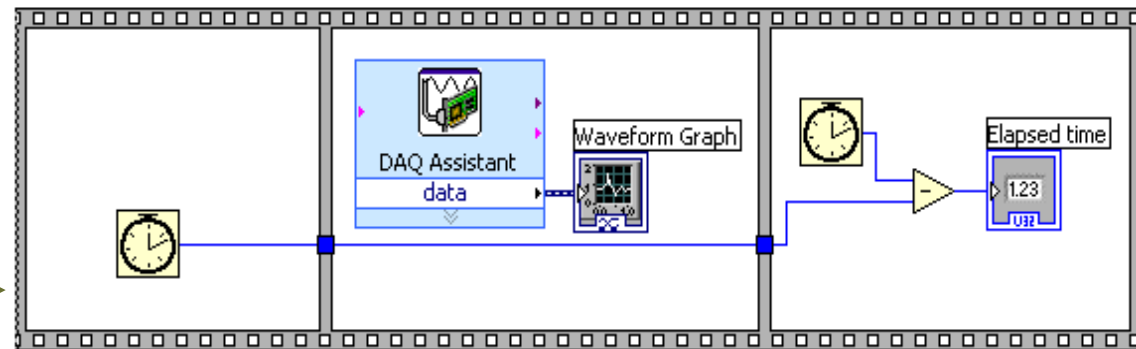 DAQ Assistant
data
Waveform Graph
Elapsed time
1.23
U32